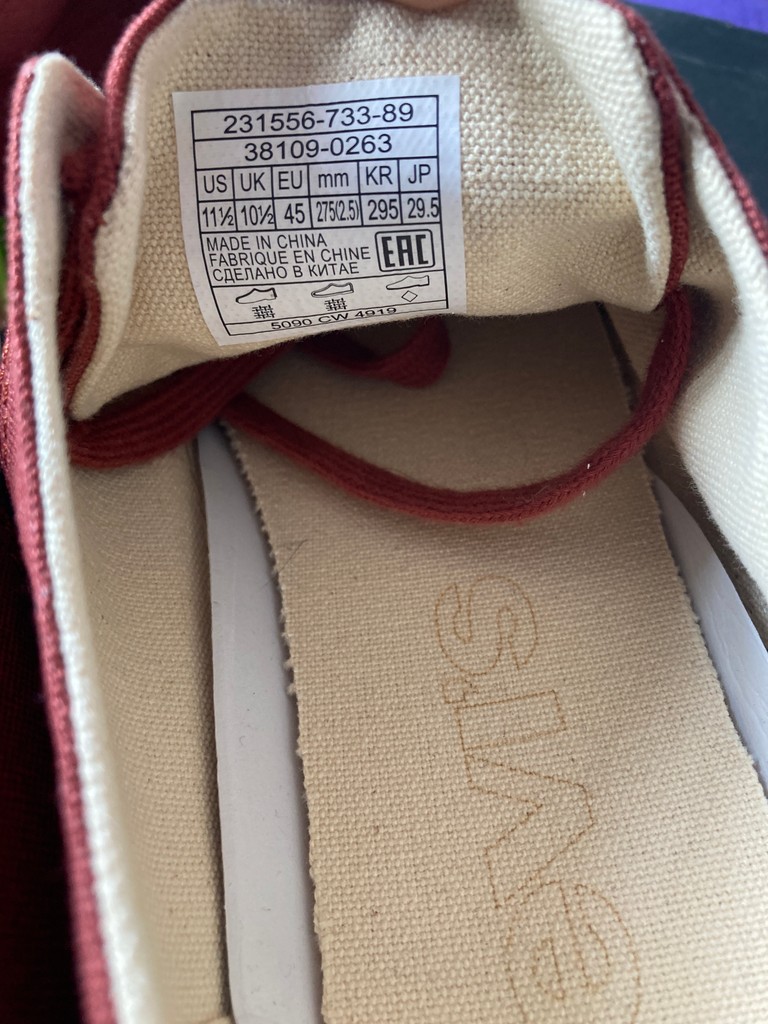 231556-733-89
38109-0263
US UK EU mm KR JP
11½ 10½ 45 275(2.5) 295 29.5
MADE IN CHINA
FABRIQUE EN CHINE
СДЕЛАНО В КИТАЕ
EAC
5090 CW 4919
LEVI'S